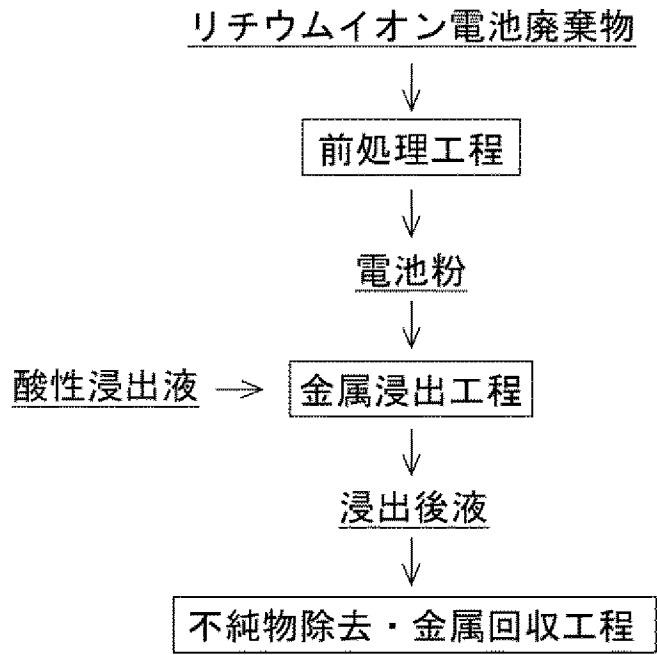 リチウムイオン電池廃棄物
前処理工程
電池粉
酸性浸出液
金属浸出工程
浸出後液
不純物除去・金属回収工程